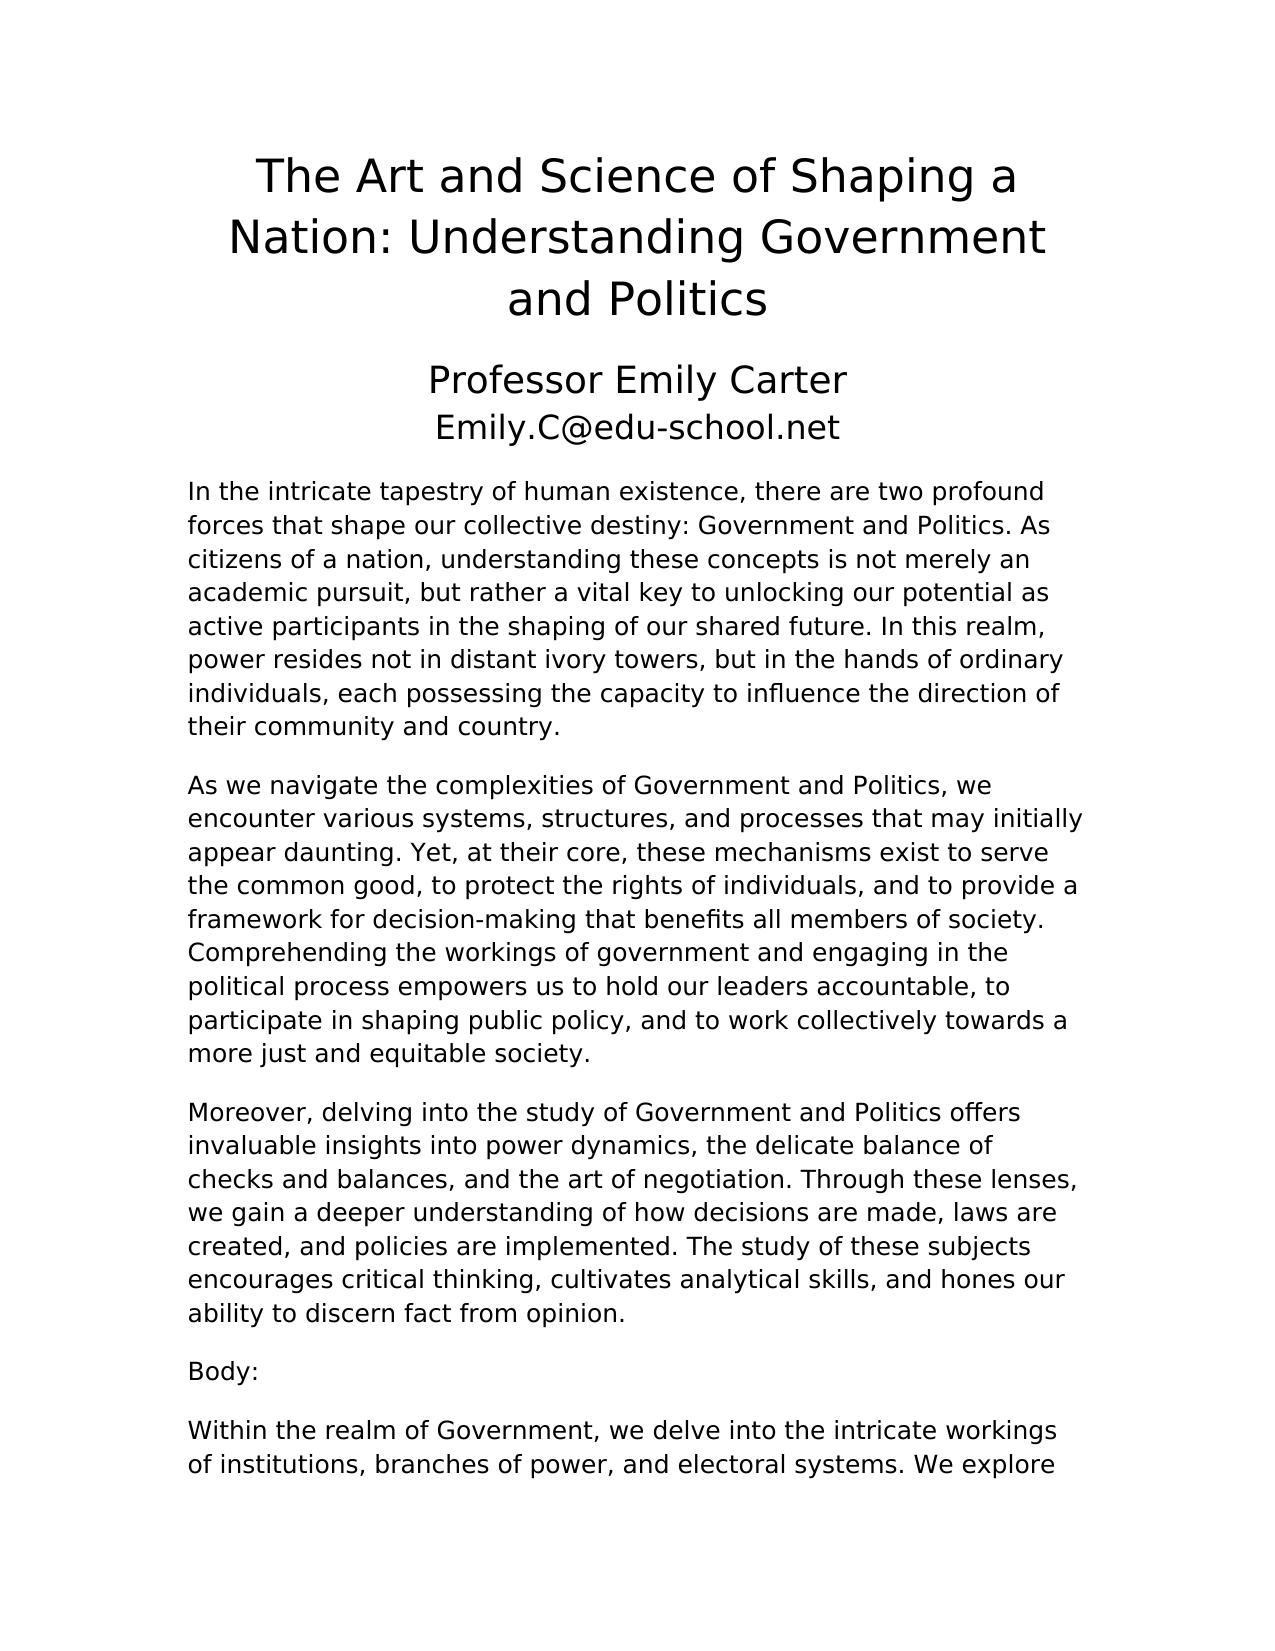 The Art and Science of Shaping a
Nation: Understanding Government
and Politics
Professor Emily Carter
Emily.C@edu-school.net
In the intricate tapestry of human existence, there are two profound
forces that shape our collective destiny: Government and Politics. As
citizens of a nation, understanding these concepts is not merely an
academic pursuit, but rather a vital key to unlocking our potential as
active participants in the shaping of our shared future. In this realm,
power resides not in distant ivory towers, but in the hands of ordinary
individuals, each possessing the capacity to influence the direction of
their community and country.
As we navigate the complexities of Government and Politics, we
encounter various systems, structures, and processes that may initially
appear daunting. Yet, at their core, these mechanisms exist to serve
the common good, to protect the rights of individuals, and to provide a
framework for decision-making that benefits all members of society.
Comprehending the workings of government and engaging in the
political process empowers us to hold our leaders accountable, to
participate in shaping public policy, and to work collectively towards a
more just and equitable society.
Moreover, delving into the study of Government and Politics offers
invaluable insights into power dynamics, the delicate balance of
checks and balances, and the art of negotiation. Through these lenses,
we gain a deeper understanding of how decisions are made, laws are
created, and policies are implemented. The study of these subjects
encourages critical thinking, cultivates analytical skills, and hones our
ability to discern fact from opinion.
Body:
Within the realm of Government, we delve into the intricate workings
of institutions, branches of power, and electoral systems. We explore